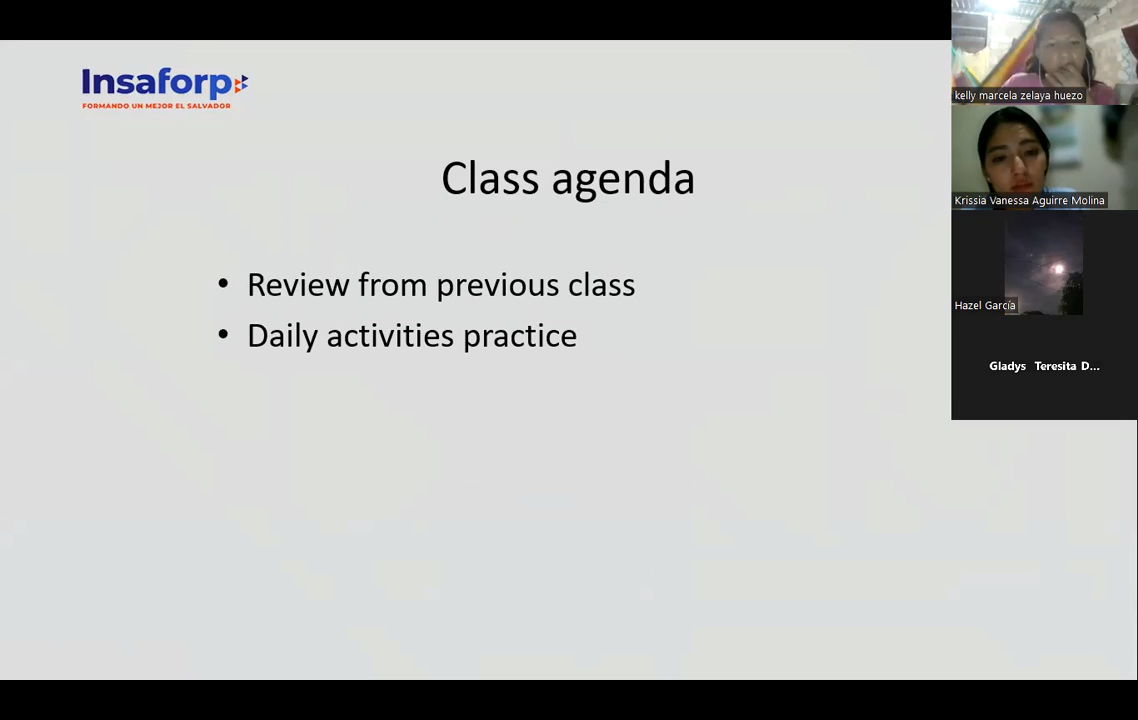 Insaforp
FORMANDO UN MEJOR EL SALVADOR
Class agenda
• Review from previous class
• Daily activities practice
kelly marcela zelaya huezo
Krissia Vanessa Aguirre Molina
Hazel García
Gladys Teresita D...